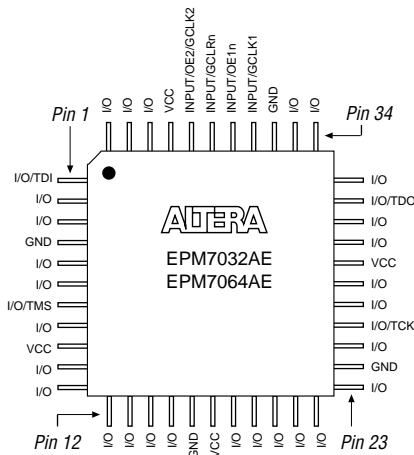 I/O
I/O
I/O
VCC
INPUT/OE2/GCLK2
INPUT/GCLRn
INPUT/OE1n
INPUT/GCLK1
GND
I/O
I/O
Pin 1
Pin 34
I/O/TDI
I/O
I/O
GND
I/O
I/O
I/O/TMS
I/O
VCC
I/O
I/O
ALTERA
EPM7032AE
EPM7064AE
I/O
I/O/TDO
I/O
I/O
VCC
I/O
I/O
I/O/TCK
I/O
GND
I/O
Pin 12
Pin 23
I/O
I/O
I/O
I/O
GND
VCC
I/O
I/O
I/O
I/O
I/O